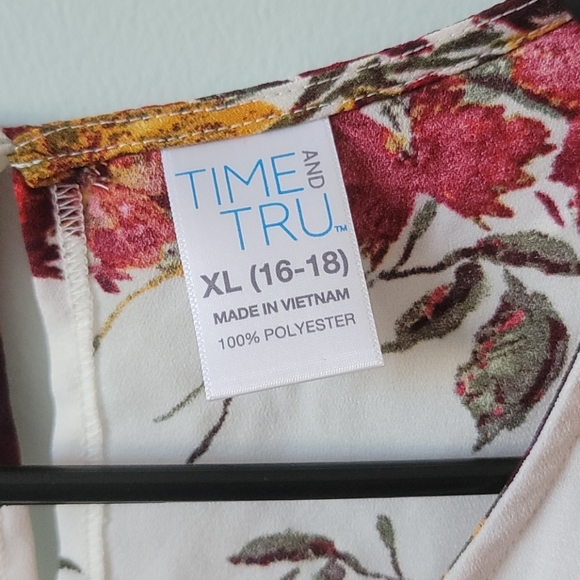 TIME AND
TRU™
XL (16-18)
MADE IN VIETNAM
100% POLYESTER